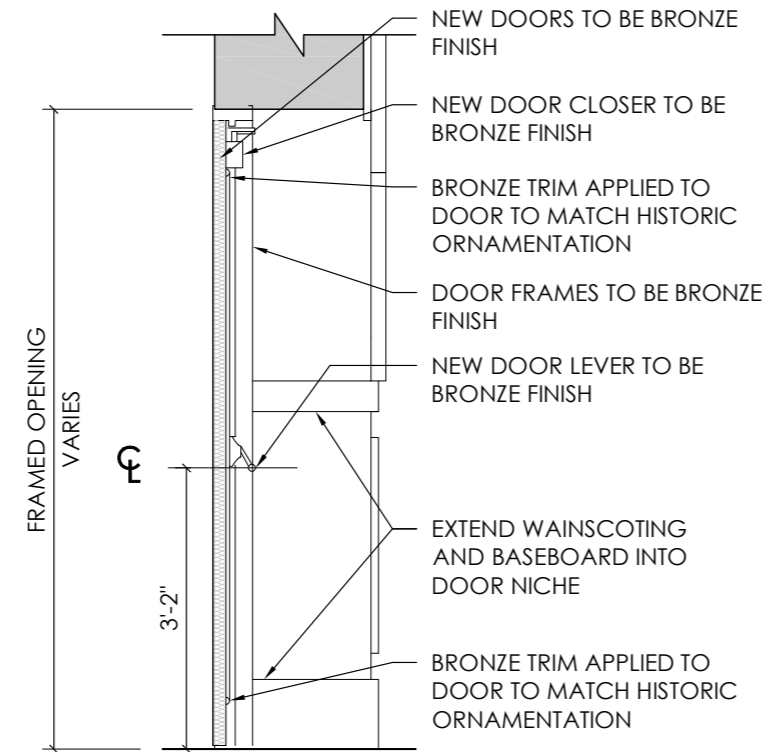 NEW DOORS TO BE BRONZE
FINISH
NEW DOOR CLOSER TO BE
BRONZE FINISH
BRONZE TRIM APPLIED TO
DOOR TO MATCH HISTORIC
ORNAMENTATION
DOOR FRAMES TO BE BRONZE
FINISH
NEW DOOR LEVER TO BE
BRONZE FINISH
FRAMED OPENING
VARIES
℄
3'-2"
EXTEND WAINSCOTING
AND BASEBOARD INTO
DOOR NICHE
BRONZE TRIM APPLIED TO
DOOR TO MATCH HISTORIC
ORNAMENTATION